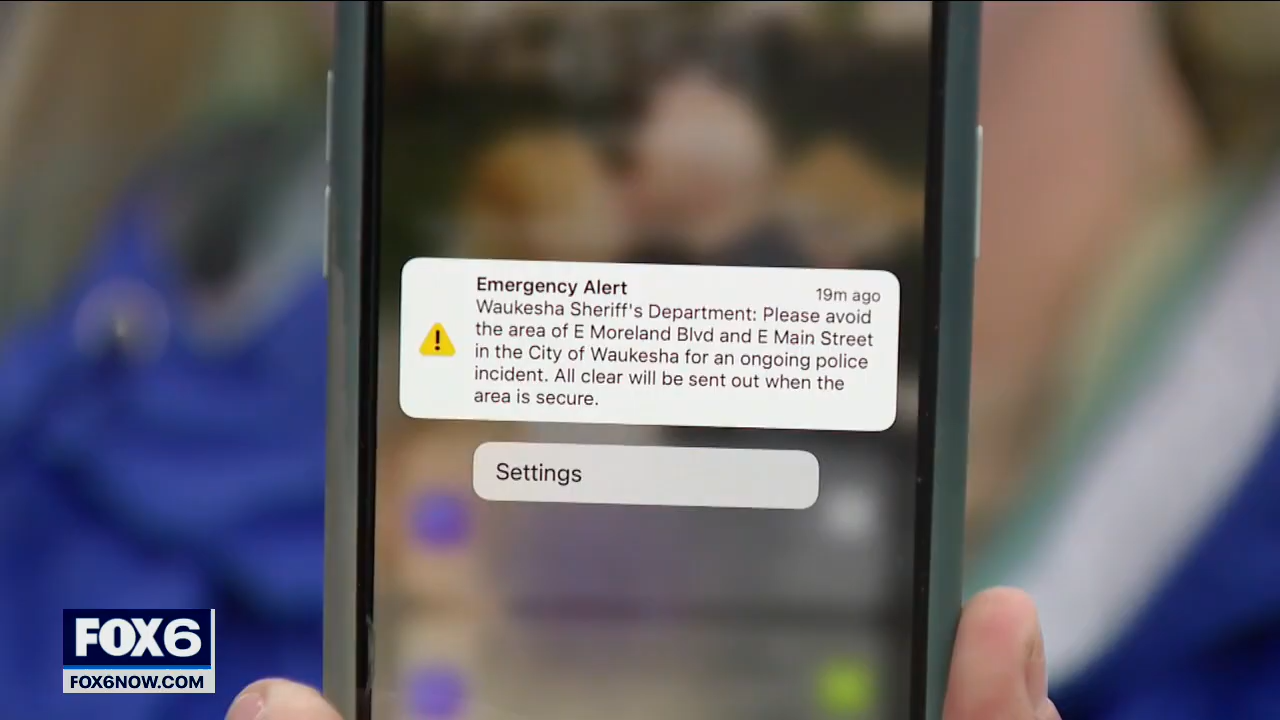 Emergency Alert
19m ago
Waukesha Sheriff's Department: Please avoid
the area of E Moreland Blvd and E Main Street
in the City of Waukesha for an ongoing police
incident. All clear will be sent out when the
area is secure.
Settings
FOX6
FOX6NOW.COM